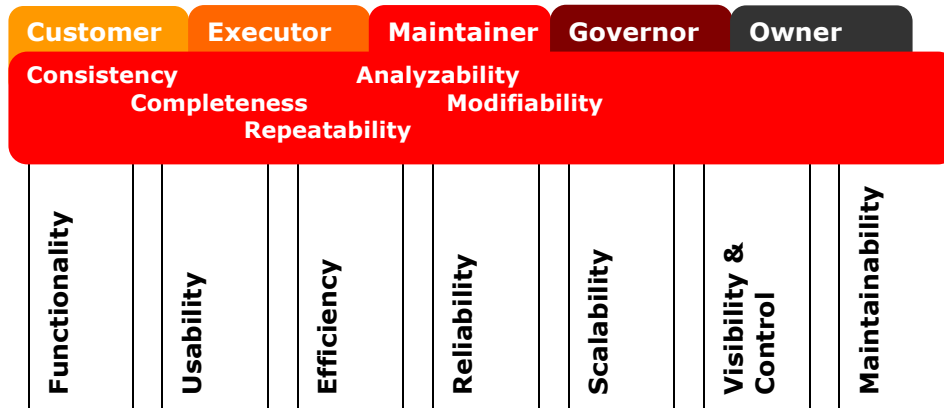 Customer Executor Maintainer Governor Owner
Consistency Analyzability
Completeness Modifiability
Repeatability
Functionality
Usability
Efficiency
Reliability
Scalability
Visibility &
Control
Maintainability